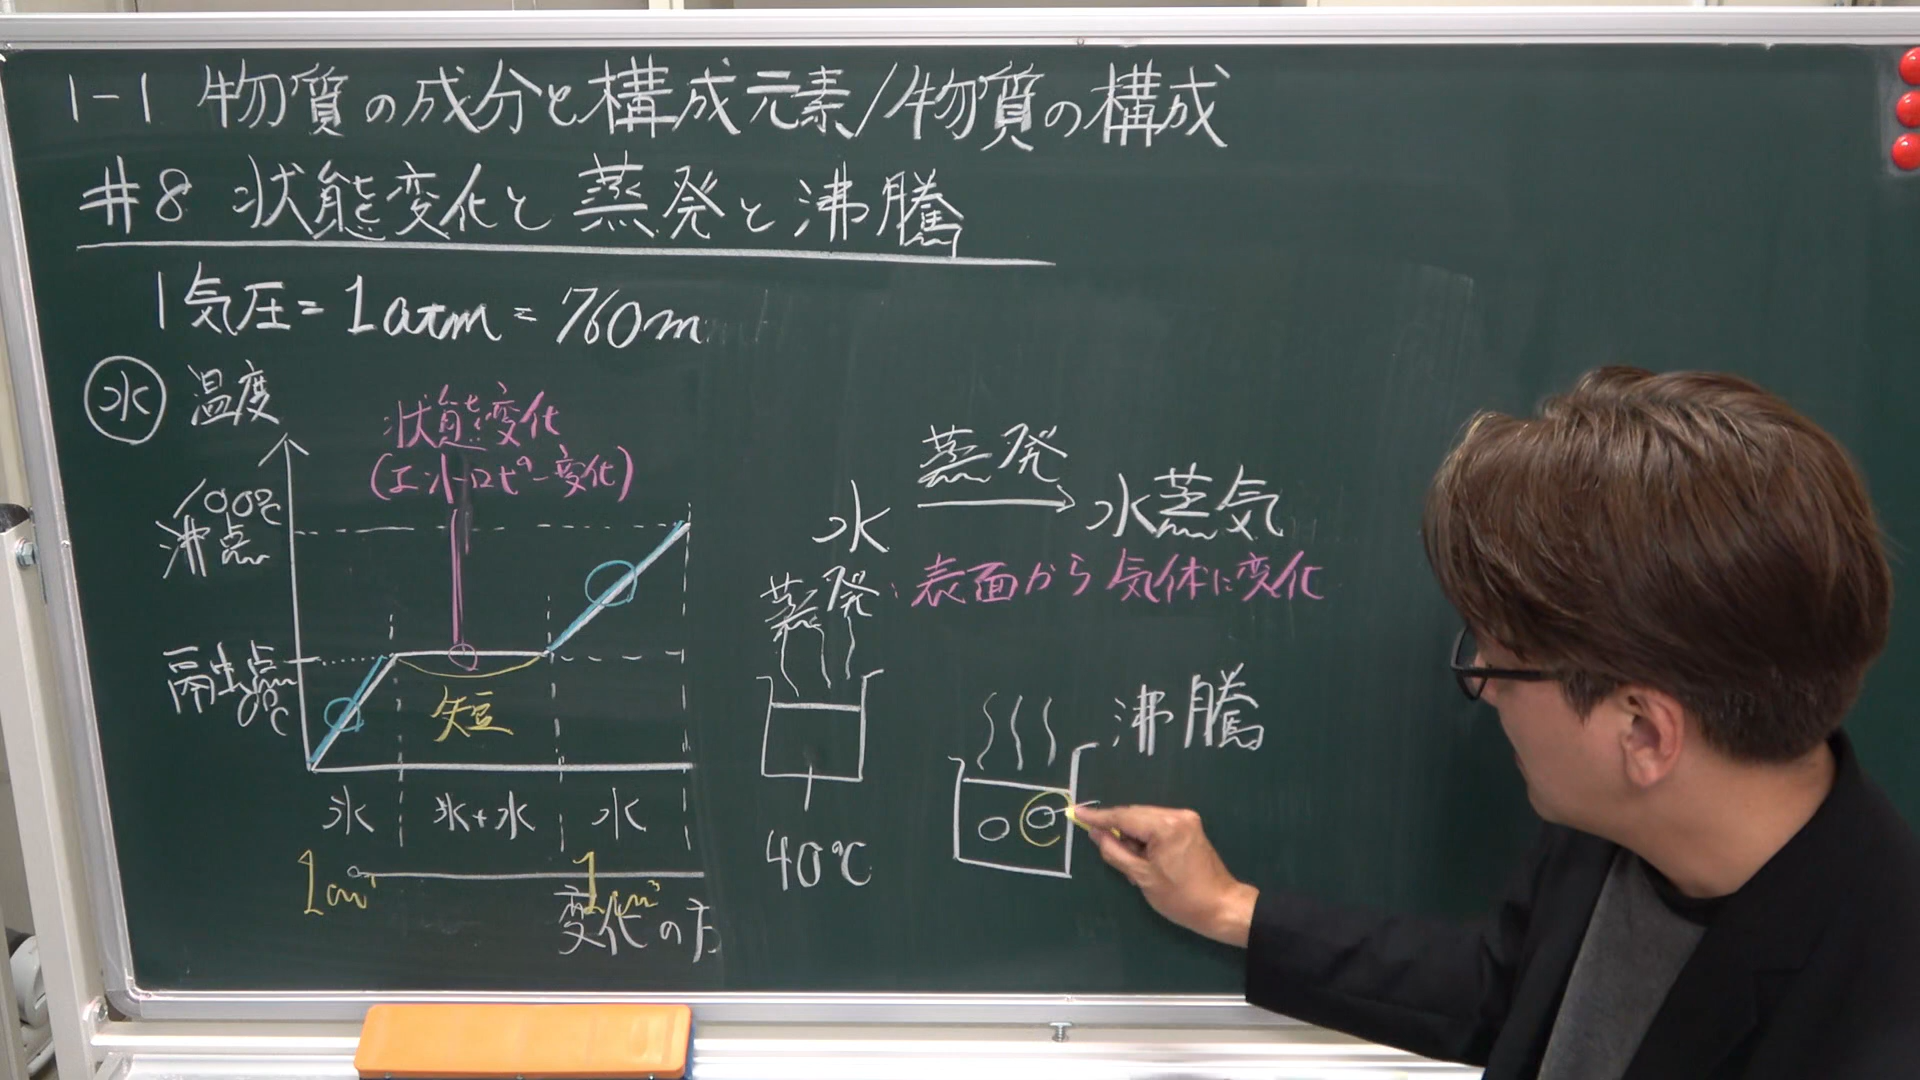 1-1 物質の成分と構成元素/物質の構成
#8 状態変化と蒸発と沸騰
1気圧=1atm=760m
水 温度
状態変化
(エントロピー変化)
100℃
沸点
融点
0℃
短
氷 氷+水 水
1cm³ 1cm³
変化の方
水 蒸発 水蒸気
蒸発:表面から気体に変化
40℃
沸騰